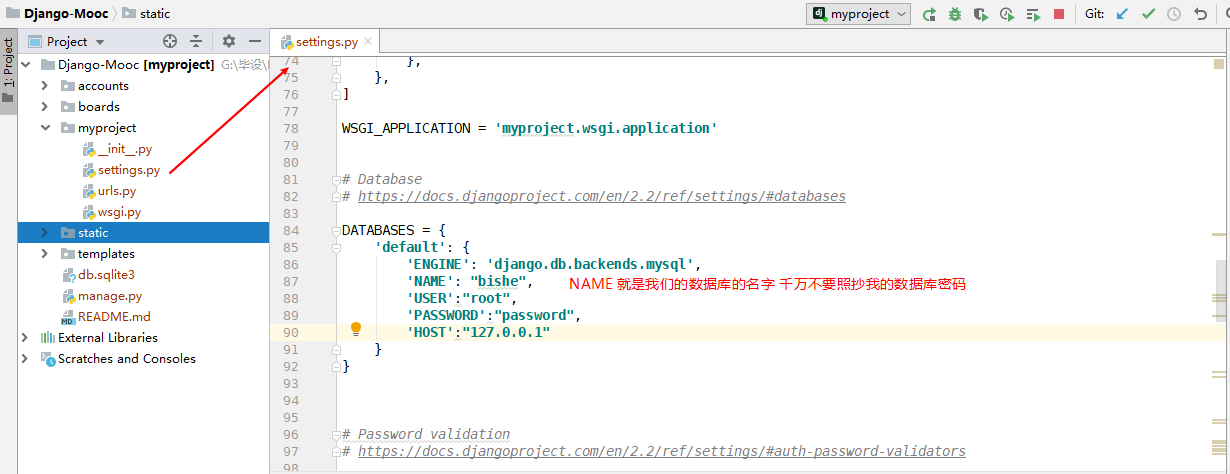 Django-Mooc static
myproject Git:
1: Project
Project
settings.py
Django-Mooc [myproject] G:\毕设\
accounts
boards
myproject
__init__.py
settings.py
urls.py
wsgi.py
static
templates
db.sqlite3
manage.py
README.md
External Libraries
Scratches and Consoles
74 },
75 },
76 ]
77
78 WSGI_APPLICATION = 'myproject.wsgi.application'
79
80
81 # Database
82 # https://docs.djangoproject.com/en/2.2/ref/settings/#databases
83
84 DATABASES = {
85 'default': {
86 'ENGINE': 'django.db.backends.mysql',
87 'NAME': "bishe", NAME 就是我们的数据库的名字 千万不要照抄我的数据库密码
88 'USER':"root",
89 'PASSWORD':"password",
90 'HOST':"127.0.0.1"
91 }
92 }
93
94
95
96 # Password validation
97 # https://docs.djangoproject.com/en/2.2/ref/settings/#auth-password-validators
98